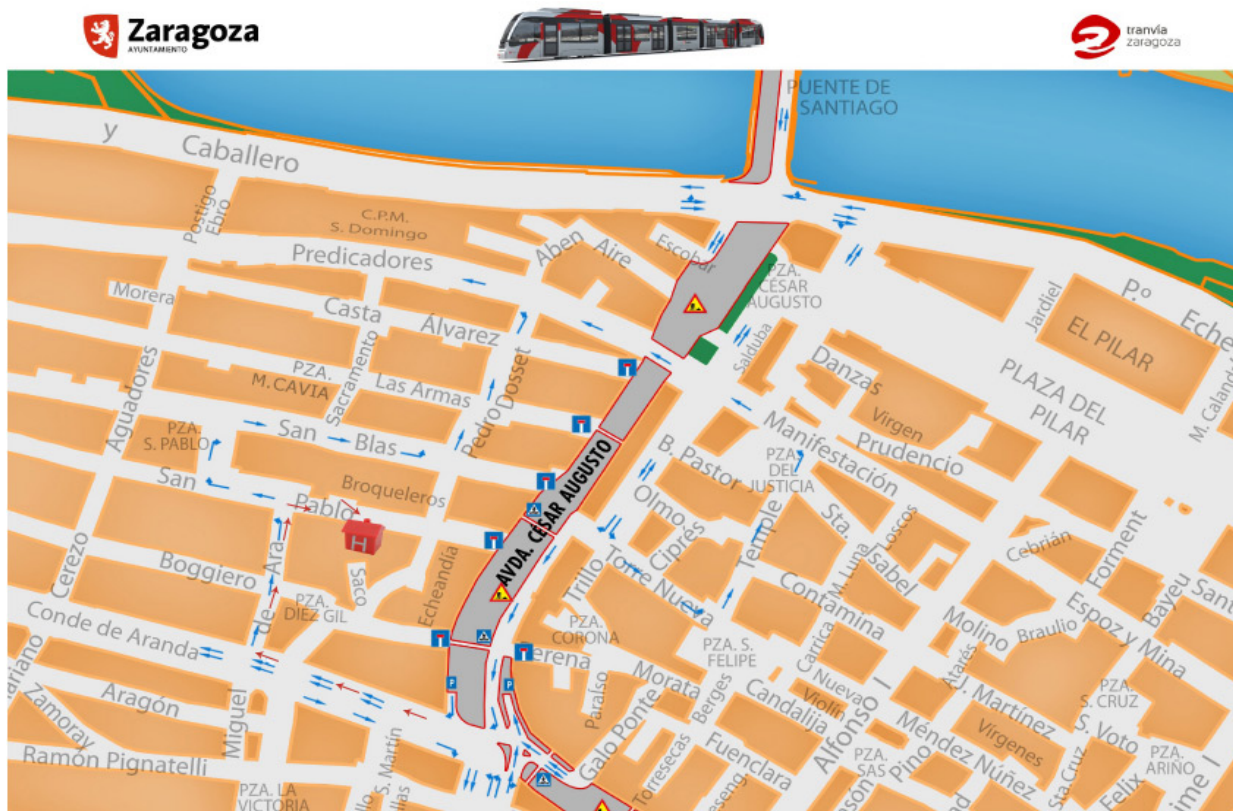 Zaragoza
AYUNTAMIENTO
tranvía
zaragoza
PUENTE DE
SANTIAGO
y
Caballero
Postigo
Ebro
C.P.M.
S. Domingo
Predicadores
Aben
Aire
Escobar
PZA.
CÉSAR
AUGUSTO
Jardiel
P.º
EL PILAR
Morera
Casta
Álvarez
Salduba
PLAZA DEL
PILAR
Danzas
Virgen
PZA.
M. CAVIA
Sacramento
Las Armas
Pedro Dosset
Aguadores
PZA.
S. PABLO
San
Blas
Manifestación
Prudencio
B. Pastor
PZA.
DEL
JUSTICIA
San
Pablo
Broqueleros
AVDA. CÉSAR AUGUSTO
Olmo
Ciprés
Temple
Sta.
Isabel
Loscos
H
Cerezo
Boggiero
de
Ara
Saco
Echeandía
Trillo
Torre Nueva
Contamina
M. Luna
Cebrián
Forment
Bayeu
PZA.
DIEZ GIL
Conde de Aranda
PZA.
CORONA
PZA. S.
FELIPE
Carrica
Molino
Braulio
Espoz y Mina
Zamoray
Aragón
Miguel
P
P
Morata
Paraíso
Galo Ponte
Berges
Candalija
Violín
Nueva
Alfonso I
Atarés
J. Martínez
Vírgenes
PZA.
S. CRUZ
S. Voto
Ramón Pignatelli
PZA. LA
VICTORIA
S. Martín
Torresecas
Fuenclara
PZA.
SAS
Pino
Méndez Núñez
Sta Cruz
PZA.
ARIÑO